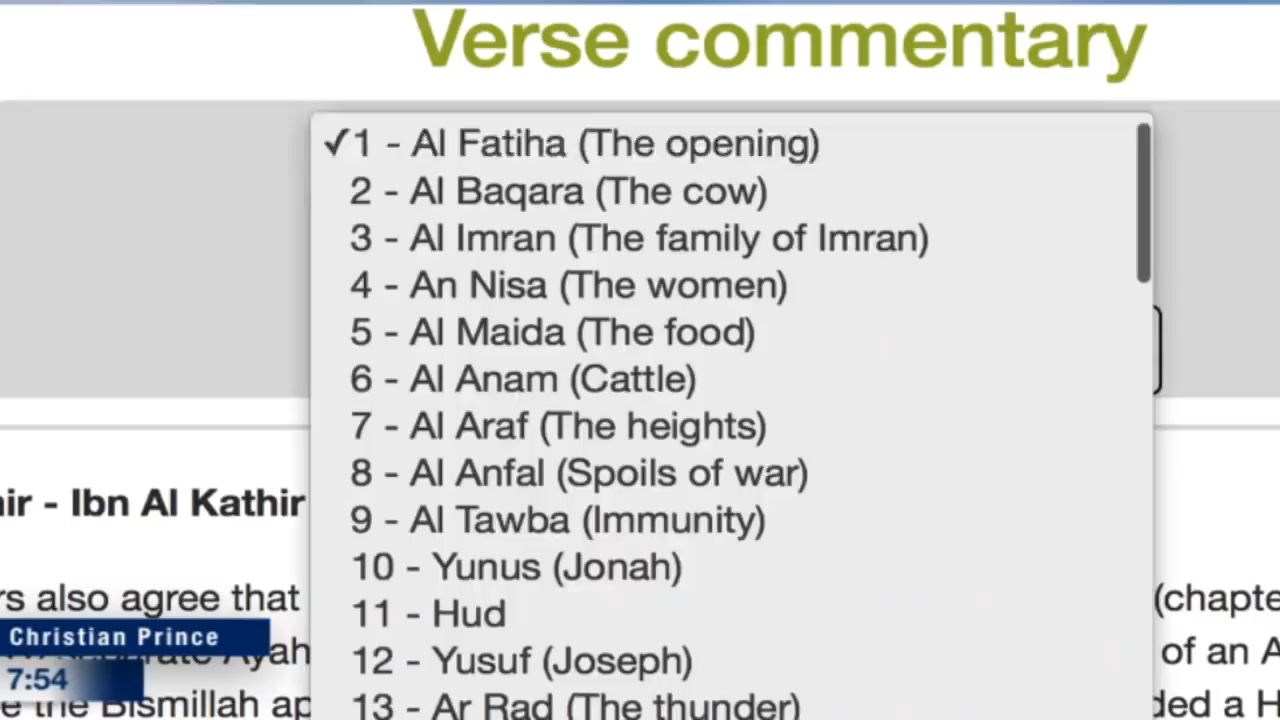 Verse commentary
✓1 - Al Fatiha (The opening)
2 - Al Baqara (The cow)
3 - Al Imran (The family of Imran)
4 - An Nisa (The women)
5 - Al Maida (The food)
6 - Al Anam (Cattle)
7 - Al Araf (The heights)
8 - Al Anfal (Spoils of war)
9 - Al Tawba (Immunity)
10 - Yunus (Jonah)
11 - Hud
12 - Yusuf (Joseph)
13 - Ar Rad (The thunder)
ir - Ibn Al Kathir
rs also agree that
(chapte
Christian Prince
Ayah
of an A
7:54
e the Bismillah ap
ded a H